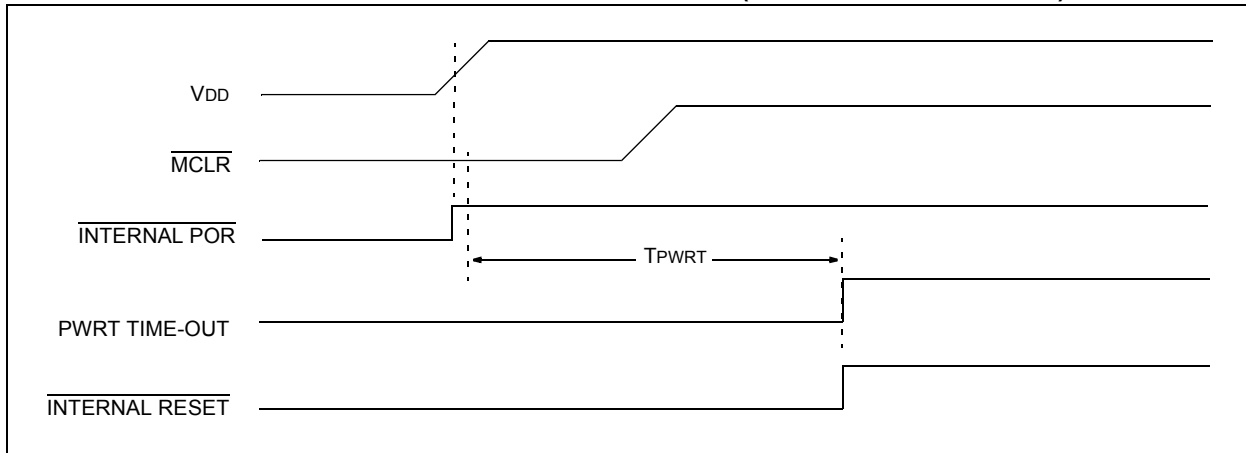 VDD
MCLR
INTERNAL POR
TPWRT
PWRT TIME-OUT
INTERNAL RESET